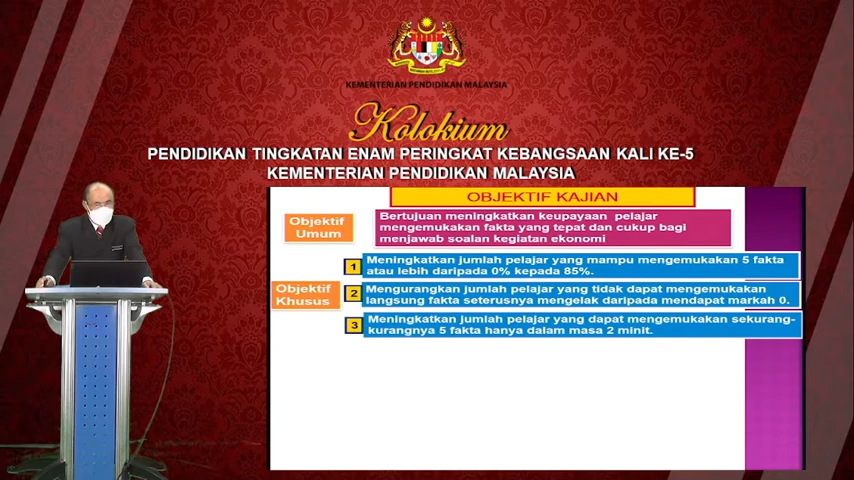 KEMENTERIAN PENDIDIKAN MALAYSIA
Kolokium
PENDIDIKAN TINGKATAN ENAM PERINGKAT KEBANGSAAN KALI KE-5
KEMENTERIAN PENDIDIKAN MALAYSIA
OBJEKTIF KAJIAN
Objektif
Umum
Bertujuan meningkatkan keupayaan pelajar
mengemukakan fakta yang tepat dan cukup bagi
menjawab soalan kegiatan ekonomi
1
Meningkatkan jumlah pelajar yang mampu mengemukakan 5 fakta
atau lebih daripada 0% kepada 85%.
Objektif
Khusus
2
Mengurangkan jumlah pelajar yang tidak dapat mengemukakan
langsung fakta seterusnya mengelak daripada mendapat markah 0.
3
Meningkatkan jumlah pelajar yang dapat mengemukakan sekurang-
kurangnya 5 fakta hanya dalam masa 2 minit.